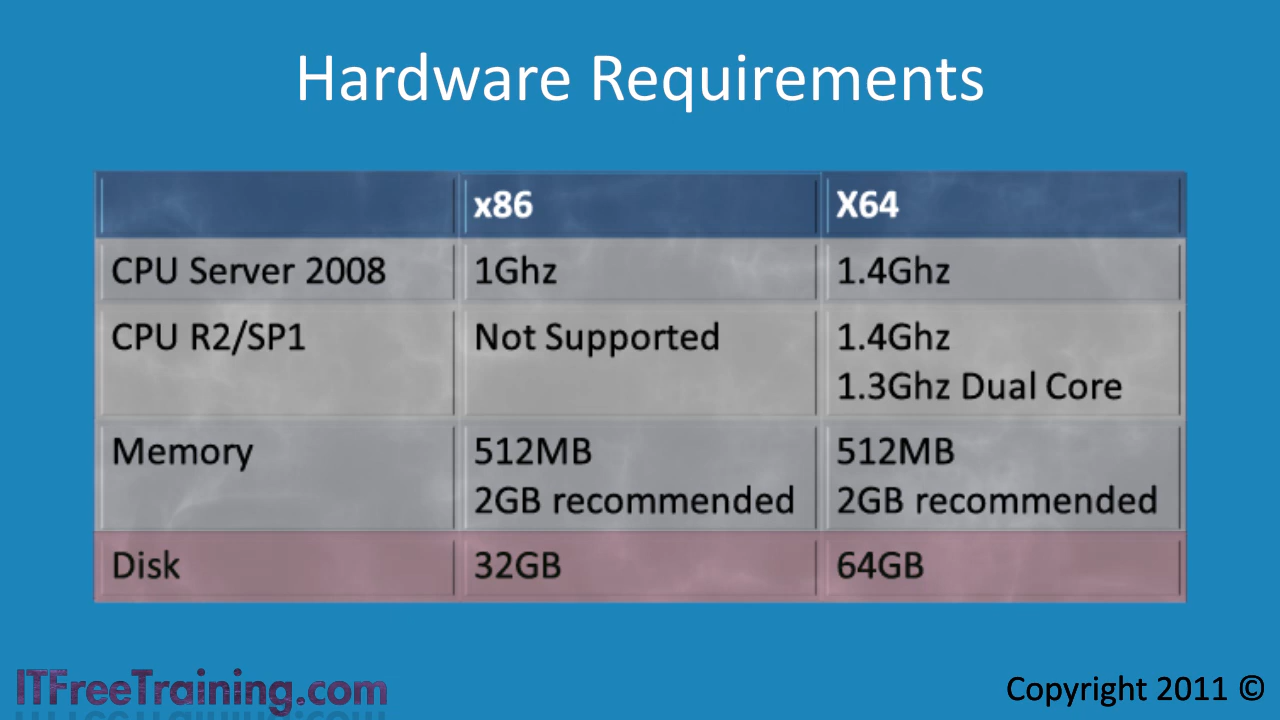 Hardware Requirements
x86 X64
CPU Server 2008 1Ghz 1.4Ghz
CPU R2/SP1 Not Supported 1.4Ghz
1.3Ghz Dual Core
Memory 512MB 512MB
2GB recommended 2GB recommended
Disk 32GB 64GB
ITFreeTraining.com
Copyright 2011 ©